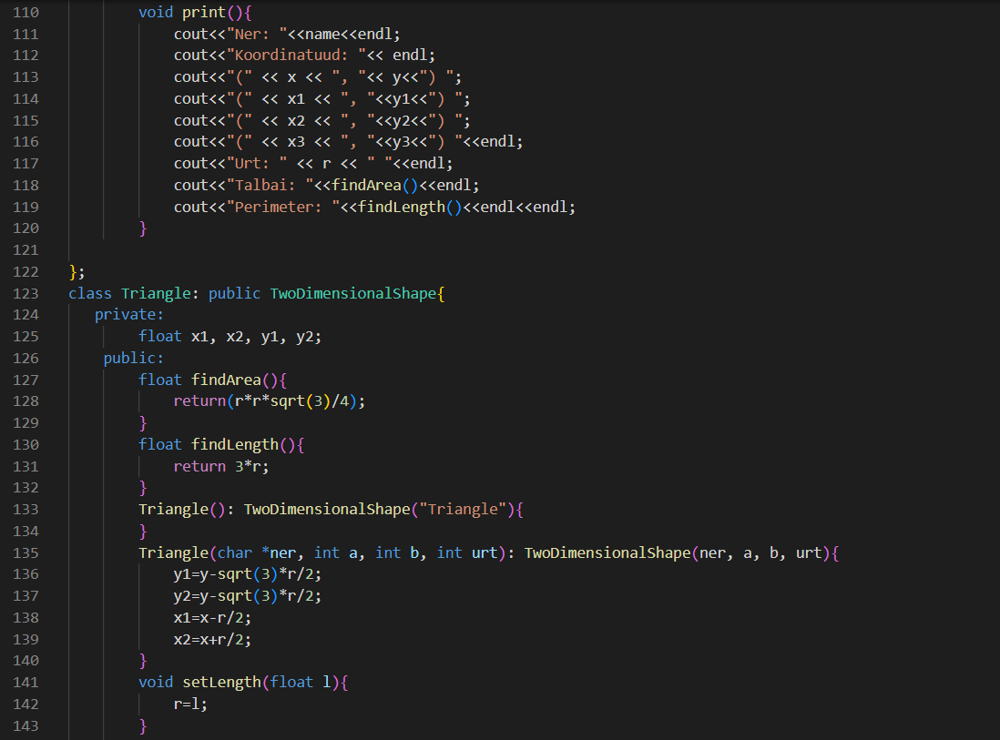 110 void print(){
111 cout<<"Ner: "<<name<<endl;
112 cout<<"Koordinatuud: "<< endl;
113 cout<<"(" << x << ", "<< y<<") ";
114 cout<<"(" << x1 << ", "<<y1<<") ";
115 cout<<"(" << x2 << ", "<<y2<<") ";
116 cout<<"(" << x3 << ", "<<y3<<") "<<endl;
117 cout<<"Urt: " << r << " "<<endl;
118 cout<<"Talbai: "<<findArea()<<endl;
119 cout<<"Perimeter: "<<findLength()<<endl<<endl;
120 }
121
122 };
123 class Triangle: public TwoDimensionalShape{
124 private:
125 float x1, x2, y1, y2;
126 public:
127 float findArea(){
128 return(r*r*sqrt(3)/4);
129 }
130 float findLength(){
131 return 3*r;
132 }
133 Triangle(): TwoDimensionalShape("Triangle"){
134 }
135 Triangle(char *ner, int a, int b, int urt): TwoDimensionalShape(ner, a, b, urt){
136 y1=y-sqrt(3)*r/2;
137 y2=y-sqrt(3)*r/2;
138 x1=x-r/2;
139 x2=x+r/2;
140 }
141 void setLength(float l){
142 r=l;
143 }